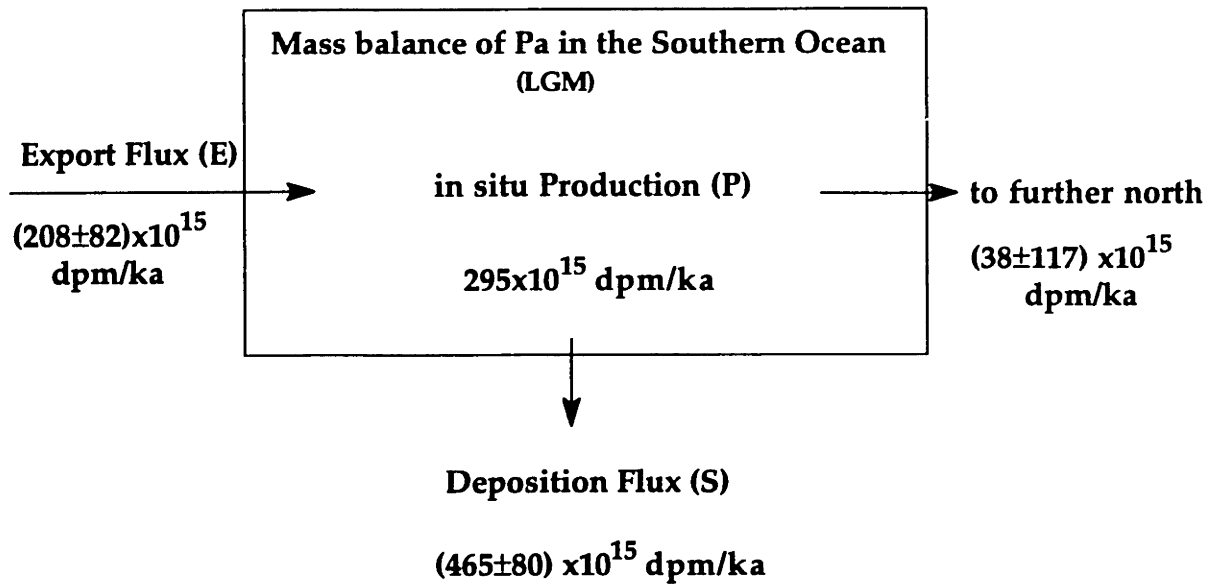 Mass balance of Pa in the Southern Ocean
(LGM)
Export Flux (E)
(208±82)x10^15
dpm/ka
in situ Production (P)
295x10^15 dpm/ka
to further north
(38±117) x10^15
dpm/ka
Deposition Flux (S)
(465±80) x10^15 dpm/ka